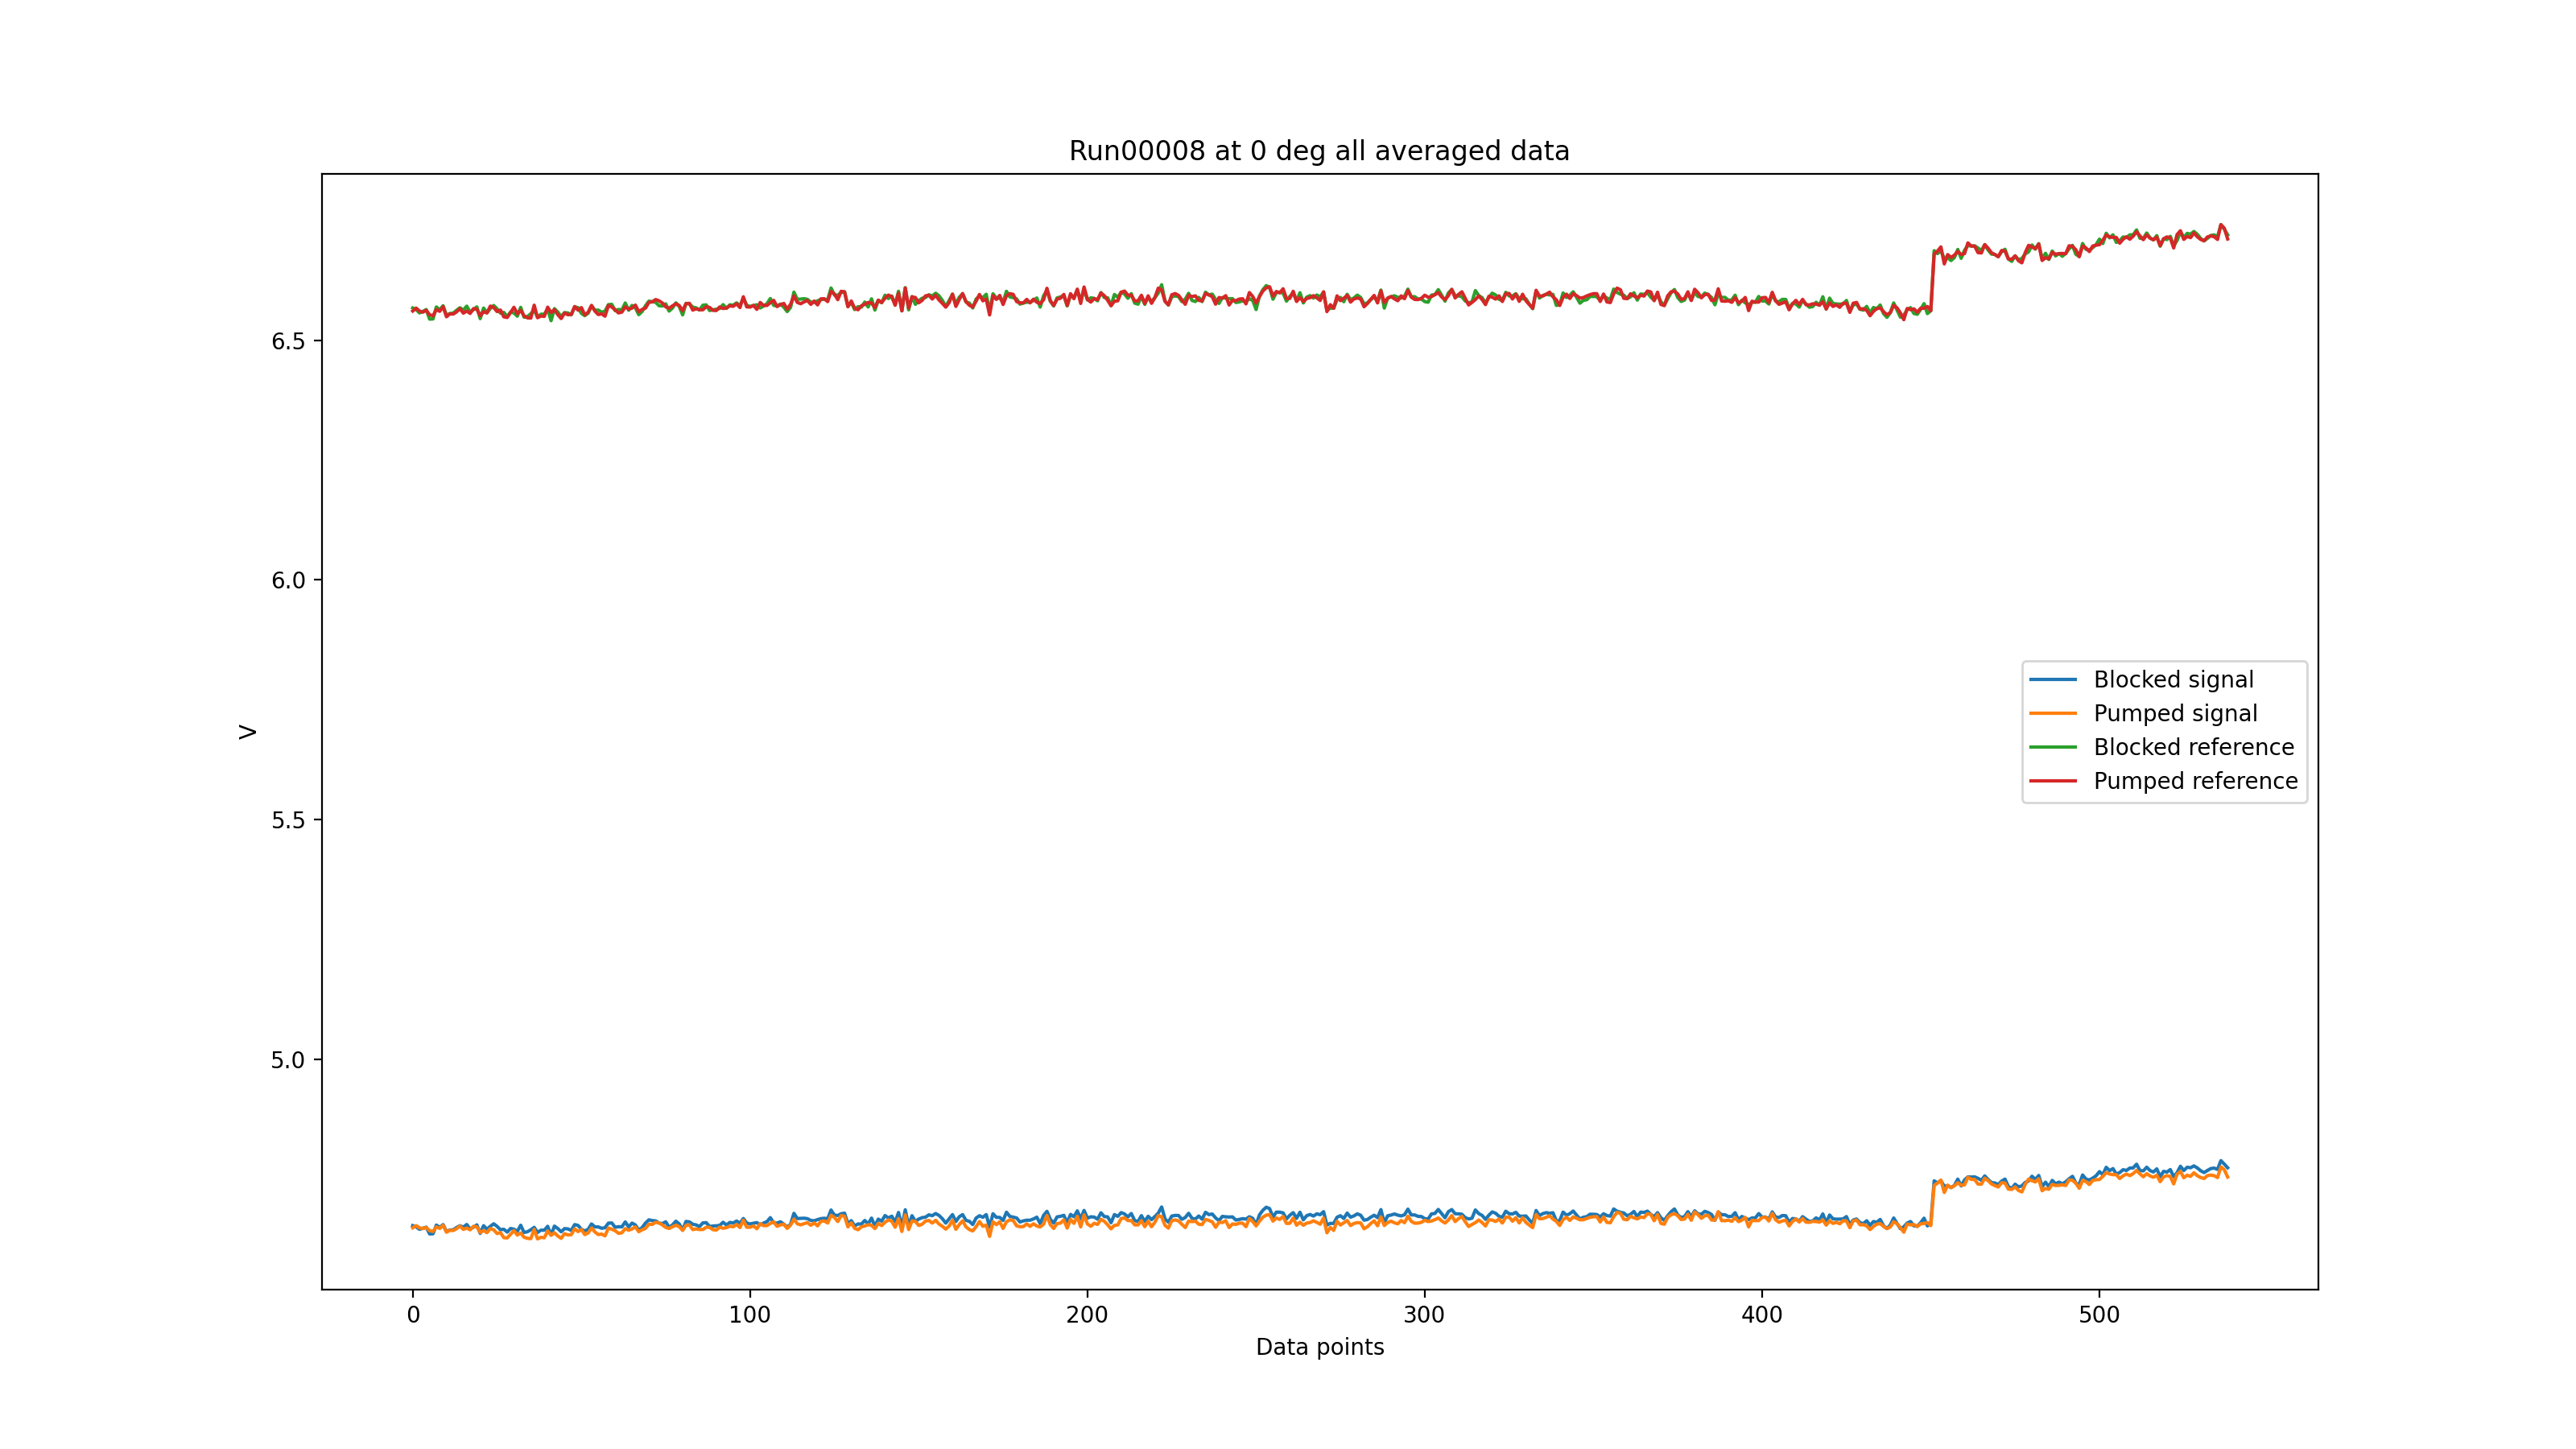 Run00008 at 0 deg all averaged data
6.5
6.0
5.5
5.0
V
Blocked signal
Pumped signal
Blocked reference
Pumped reference
0 100 200 300 400 500
Data points